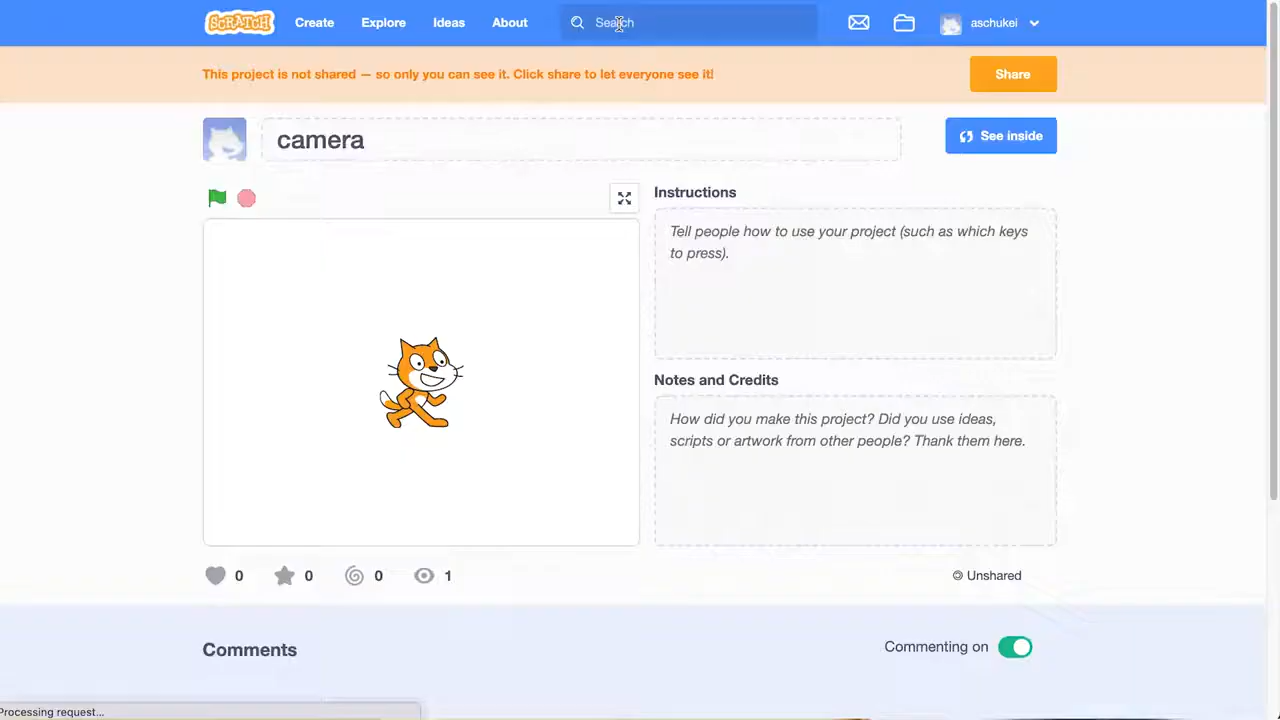 SCRATCH Create Explore Ideas About Search aschukei
This project is not shared — so only you can see it. Click share to let everyone see it! Share
camera See inside
Instructions
Tell people how to use your project (such as which keys
to press).
Notes and Credits
How did you make this project? Did you use ideas,
scripts or artwork from other people? Thank them here.
0 0 0 1 Unshared
Comments Commenting on
Processing request...